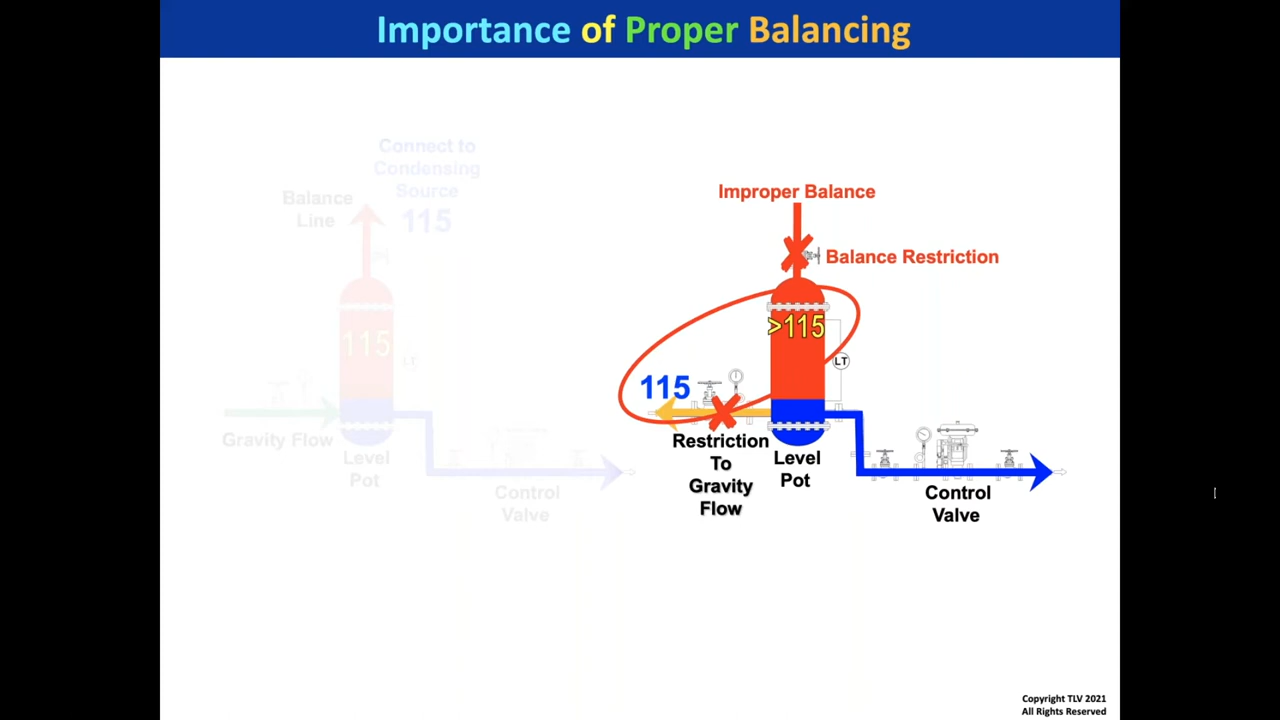 Importance of Proper Balancing
Connect to
Condensing
Source
115
Balance
Line
115
LT
Gravity Flow
Level
Pot
Control
Valve
Improper Balance
Balance Restriction
>115
LT
115
Restriction
To
Gravity
Flow
Level
Pot
Control
Valve
Copyright TLV 2021
All Rights Reserved